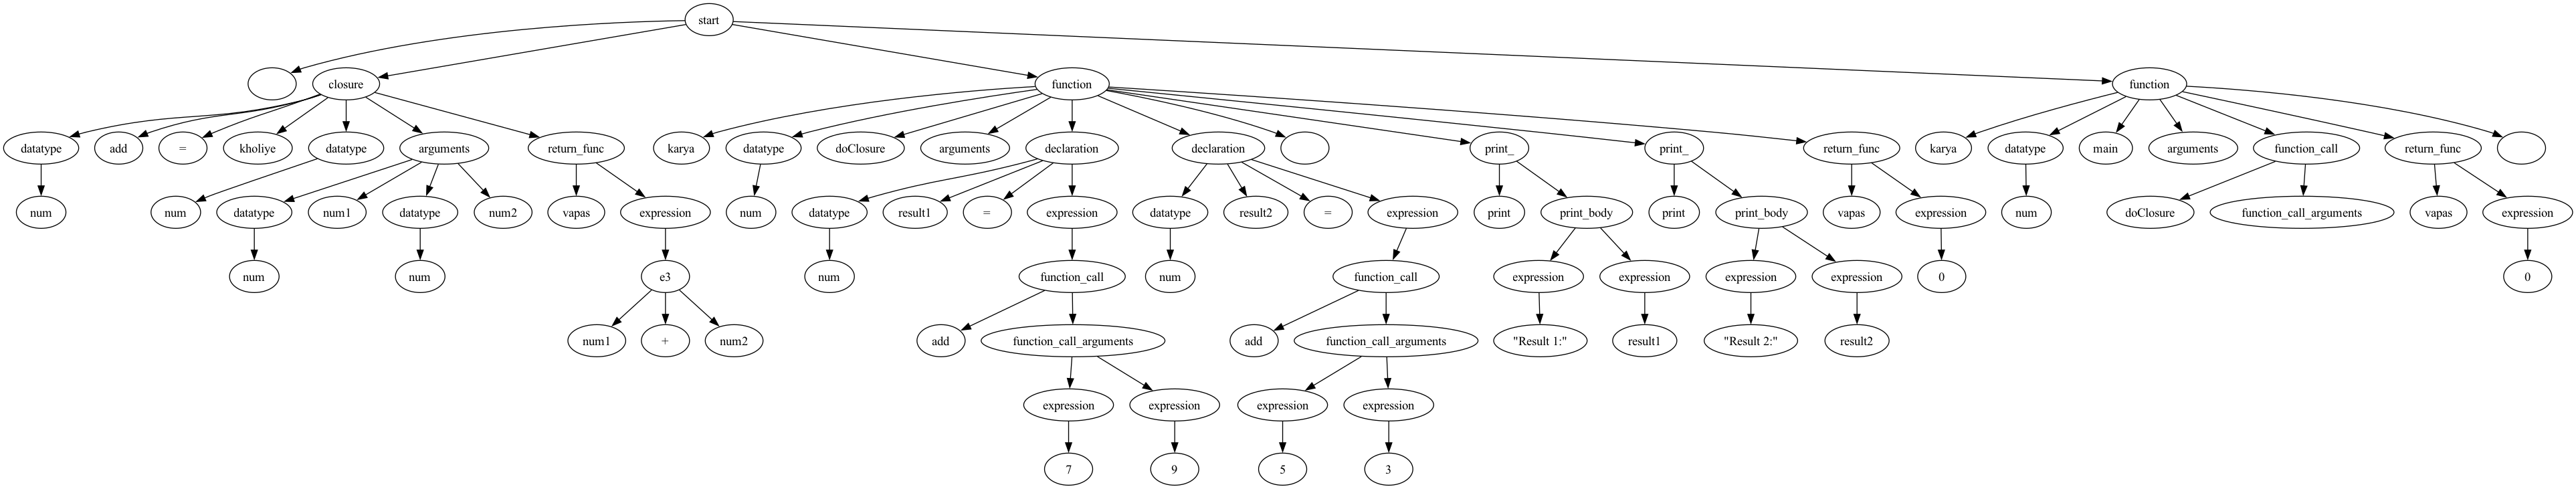 start
closure function function
datatype add = kholiye datatype arguments return_func karya datatype doClosure arguments declaration declaration print_ print_ return_func karya datatype main arguments function_call return_func
num num datatype num1 datatype num2 vapas expression num datatype result1 = expression datatype result2 = expression print print_body print print_body vapas expression num doClosure function_call_arguments vapas expression
num num e3 num function_call num function_call expression expression expression expression 0 0
num1 + num2 add function_call_arguments add function_call_arguments "Result 1:" result1 "Result 2:" result2
expression expression expression expression
7 9 5 3